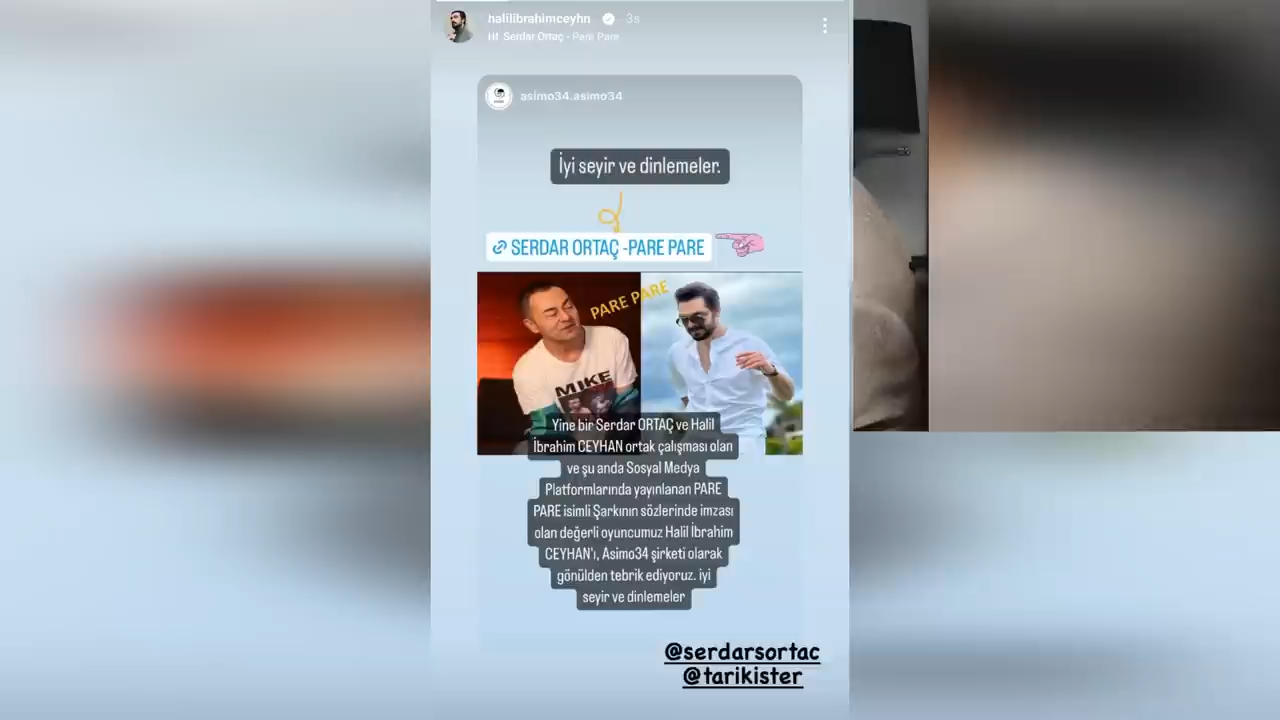 halilibrahimceyhn 3s
Serdar Ortaç - Pare Pare
asimo34.asimo34
İyi seyir ve dinlemeler.
SERDAR ORTAÇ -PARE PARE
PARE PARE
MIKE
Yine bir Serdar ORTAÇ ve Halil
İbrahim CEYHAN ortak çalışması olan
ve şu anda Sosyal Medya
Platformlarında yayınlanan PARE
PARE isimli Şarkının sözlerinde imzası
olan değerli oyuncumuz Halil İbrahim
CEYHAN'ı, Asimo34 şirketi olarak
gönülden tebrik ediyoruz. iyi
seyir ve dinlemeler
@serdarsortac
@tarikister